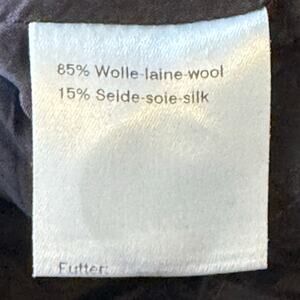 85% Wolle-laine-wool
15% Seide-soie-silk
Futter: